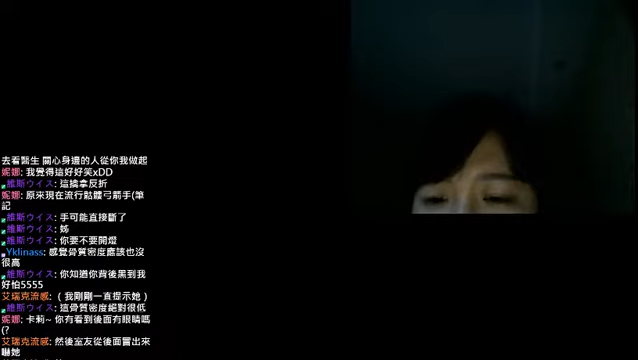 去看醫生 關心身邊的人從你我做起
妮娜: 我覺得這好好笑xDD
維斯ウイス: 這擒拿反折
妮娜: 原來現在流行骷髏弓箭手(筆
記
維斯ウイス: 手可能直接斷了
維斯ウイス: 姊
維斯ウイス: 你要不要開燈
Yklinass: 感覺骨質密度應該也沒
很高
維斯ウイス: 你知道你背後黑到我
好怕5555
艾瑞克流感: （我剛剛一直提示她）
維斯ウイス: 這骨質密度絕對很低
妮娜: 卡莉~ 你有看到後面有眼睛嗎
(?
艾瑞克流感: 然後室友從後面冒出來
嚇她